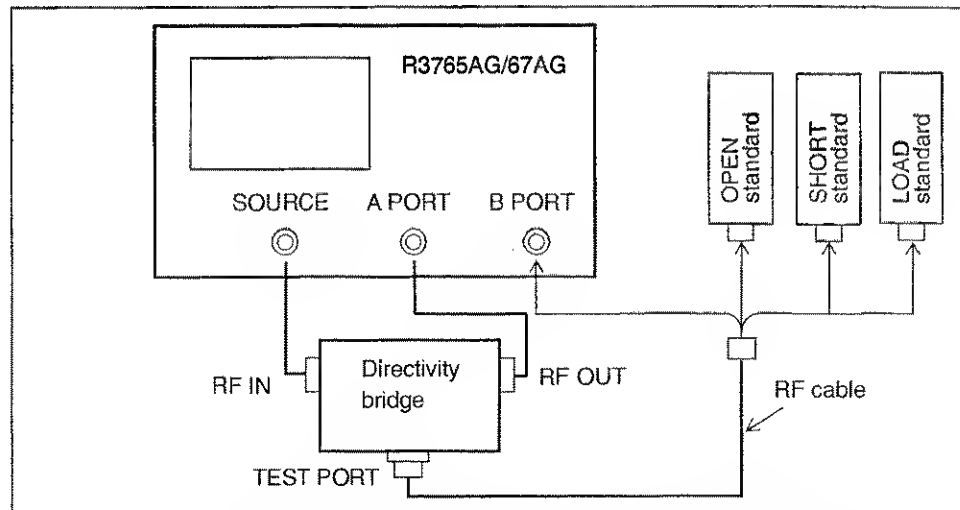 R3765AG/67AG
SOURCE
A PORT
B PORT
OPEN
standard
SHORT
standard
LOAD
standard
RF IN
Directivity
bridge
RF OUT
RF cable
TEST PORT